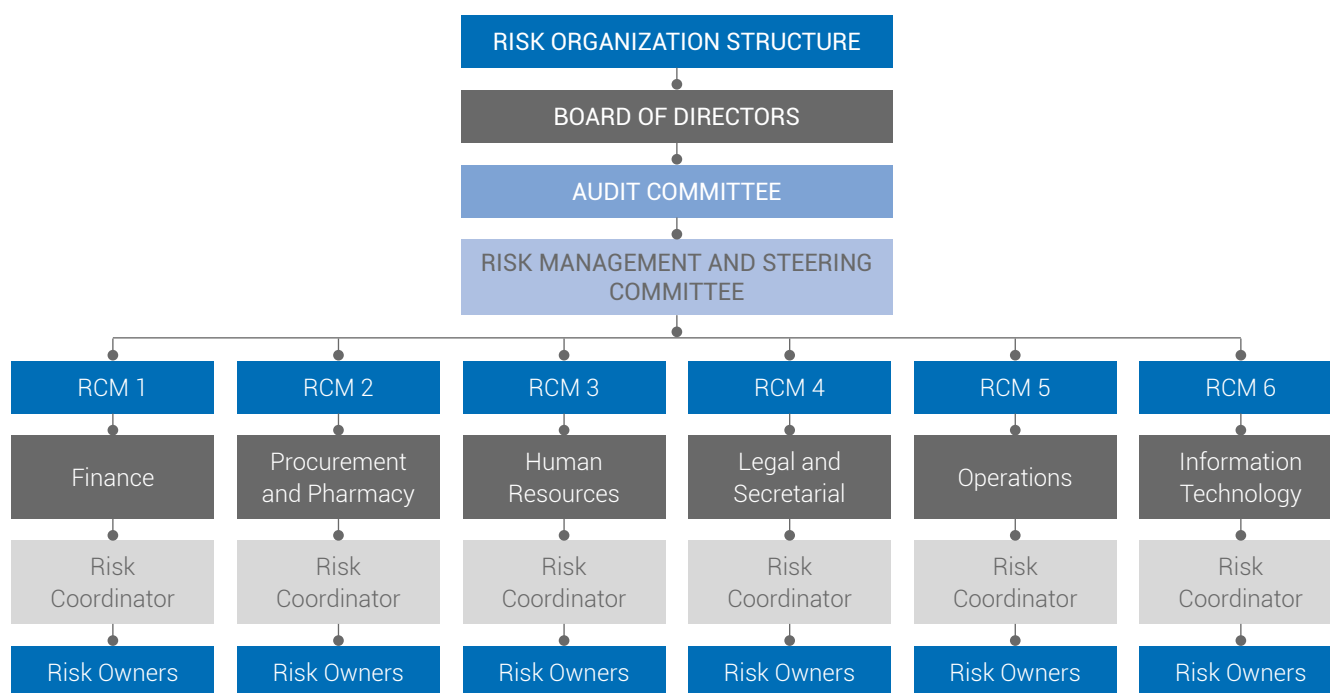 RISK ORGANIZATION STRUCTURE
BOARD OF DIRECTORS
AUDIT COMMITTEE
RISK MANAGEMENT AND STEERING
COMMITTEE
RCM 1
RCM 2
RCM 3
RCM 4
RCM 5
RCM 6
Finance
Procurement
and Pharmacy
Human
Resources
Legal and
Secretarial
Operations
Information
Technology
Risk
Coordinator
Risk
Coordinator
Risk
Coordinator
Risk
Coordinator
Risk
Coordinator
Risk
Coordinator
Risk Owners
Risk Owners
Risk Owners
Risk Owners
Risk Owners
Risk Owners